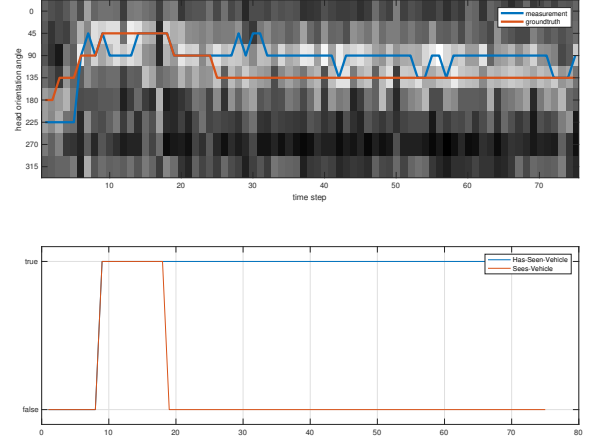 0
45
90
135
180
225
270
315
head orientation angle
measurement
groundtruth
10 20 30 40 50 60 70
time step
true
false
Has-Seen-Vehicle
Sees-Vehicle
0 10 20 30 40 50 60 70 80